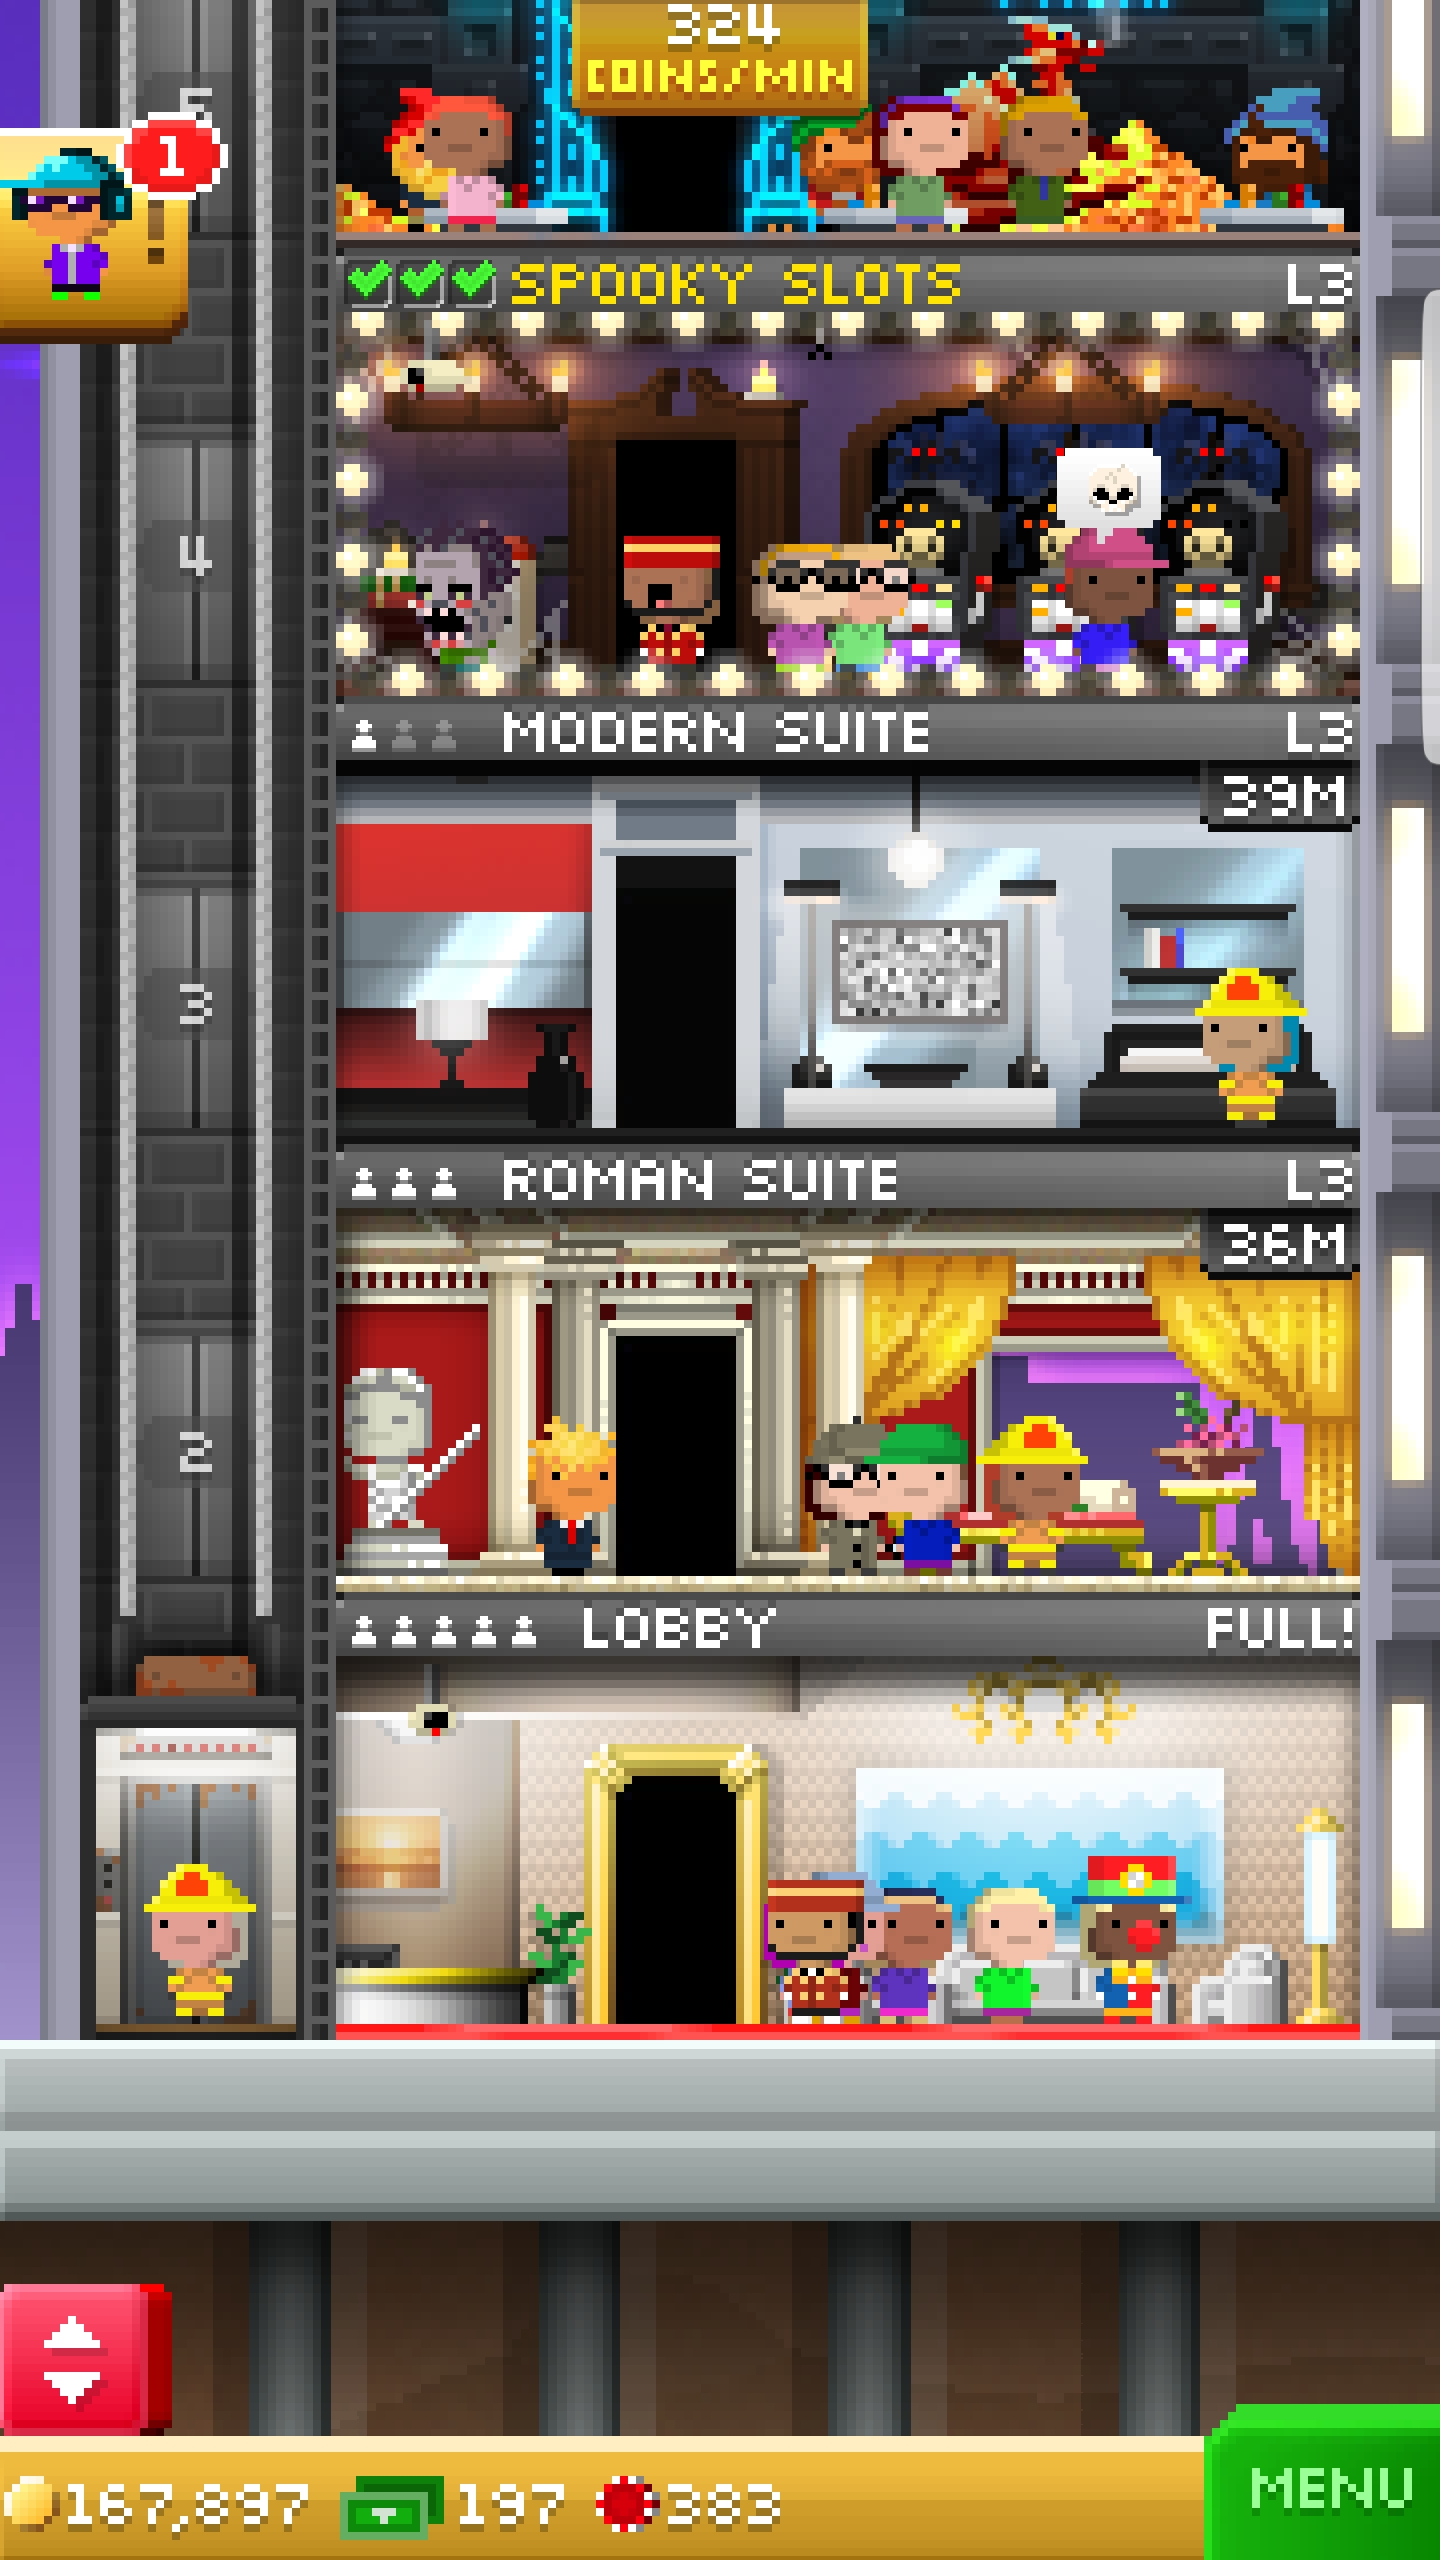 324
COINS/MIN
5
1
!
SPOOKY SLOTS L3
4
MODERN SUITE L3
39M
3
ROMAN SUITE L3
36M
2
LOBBY FULL!
167,897 197 383
MENU